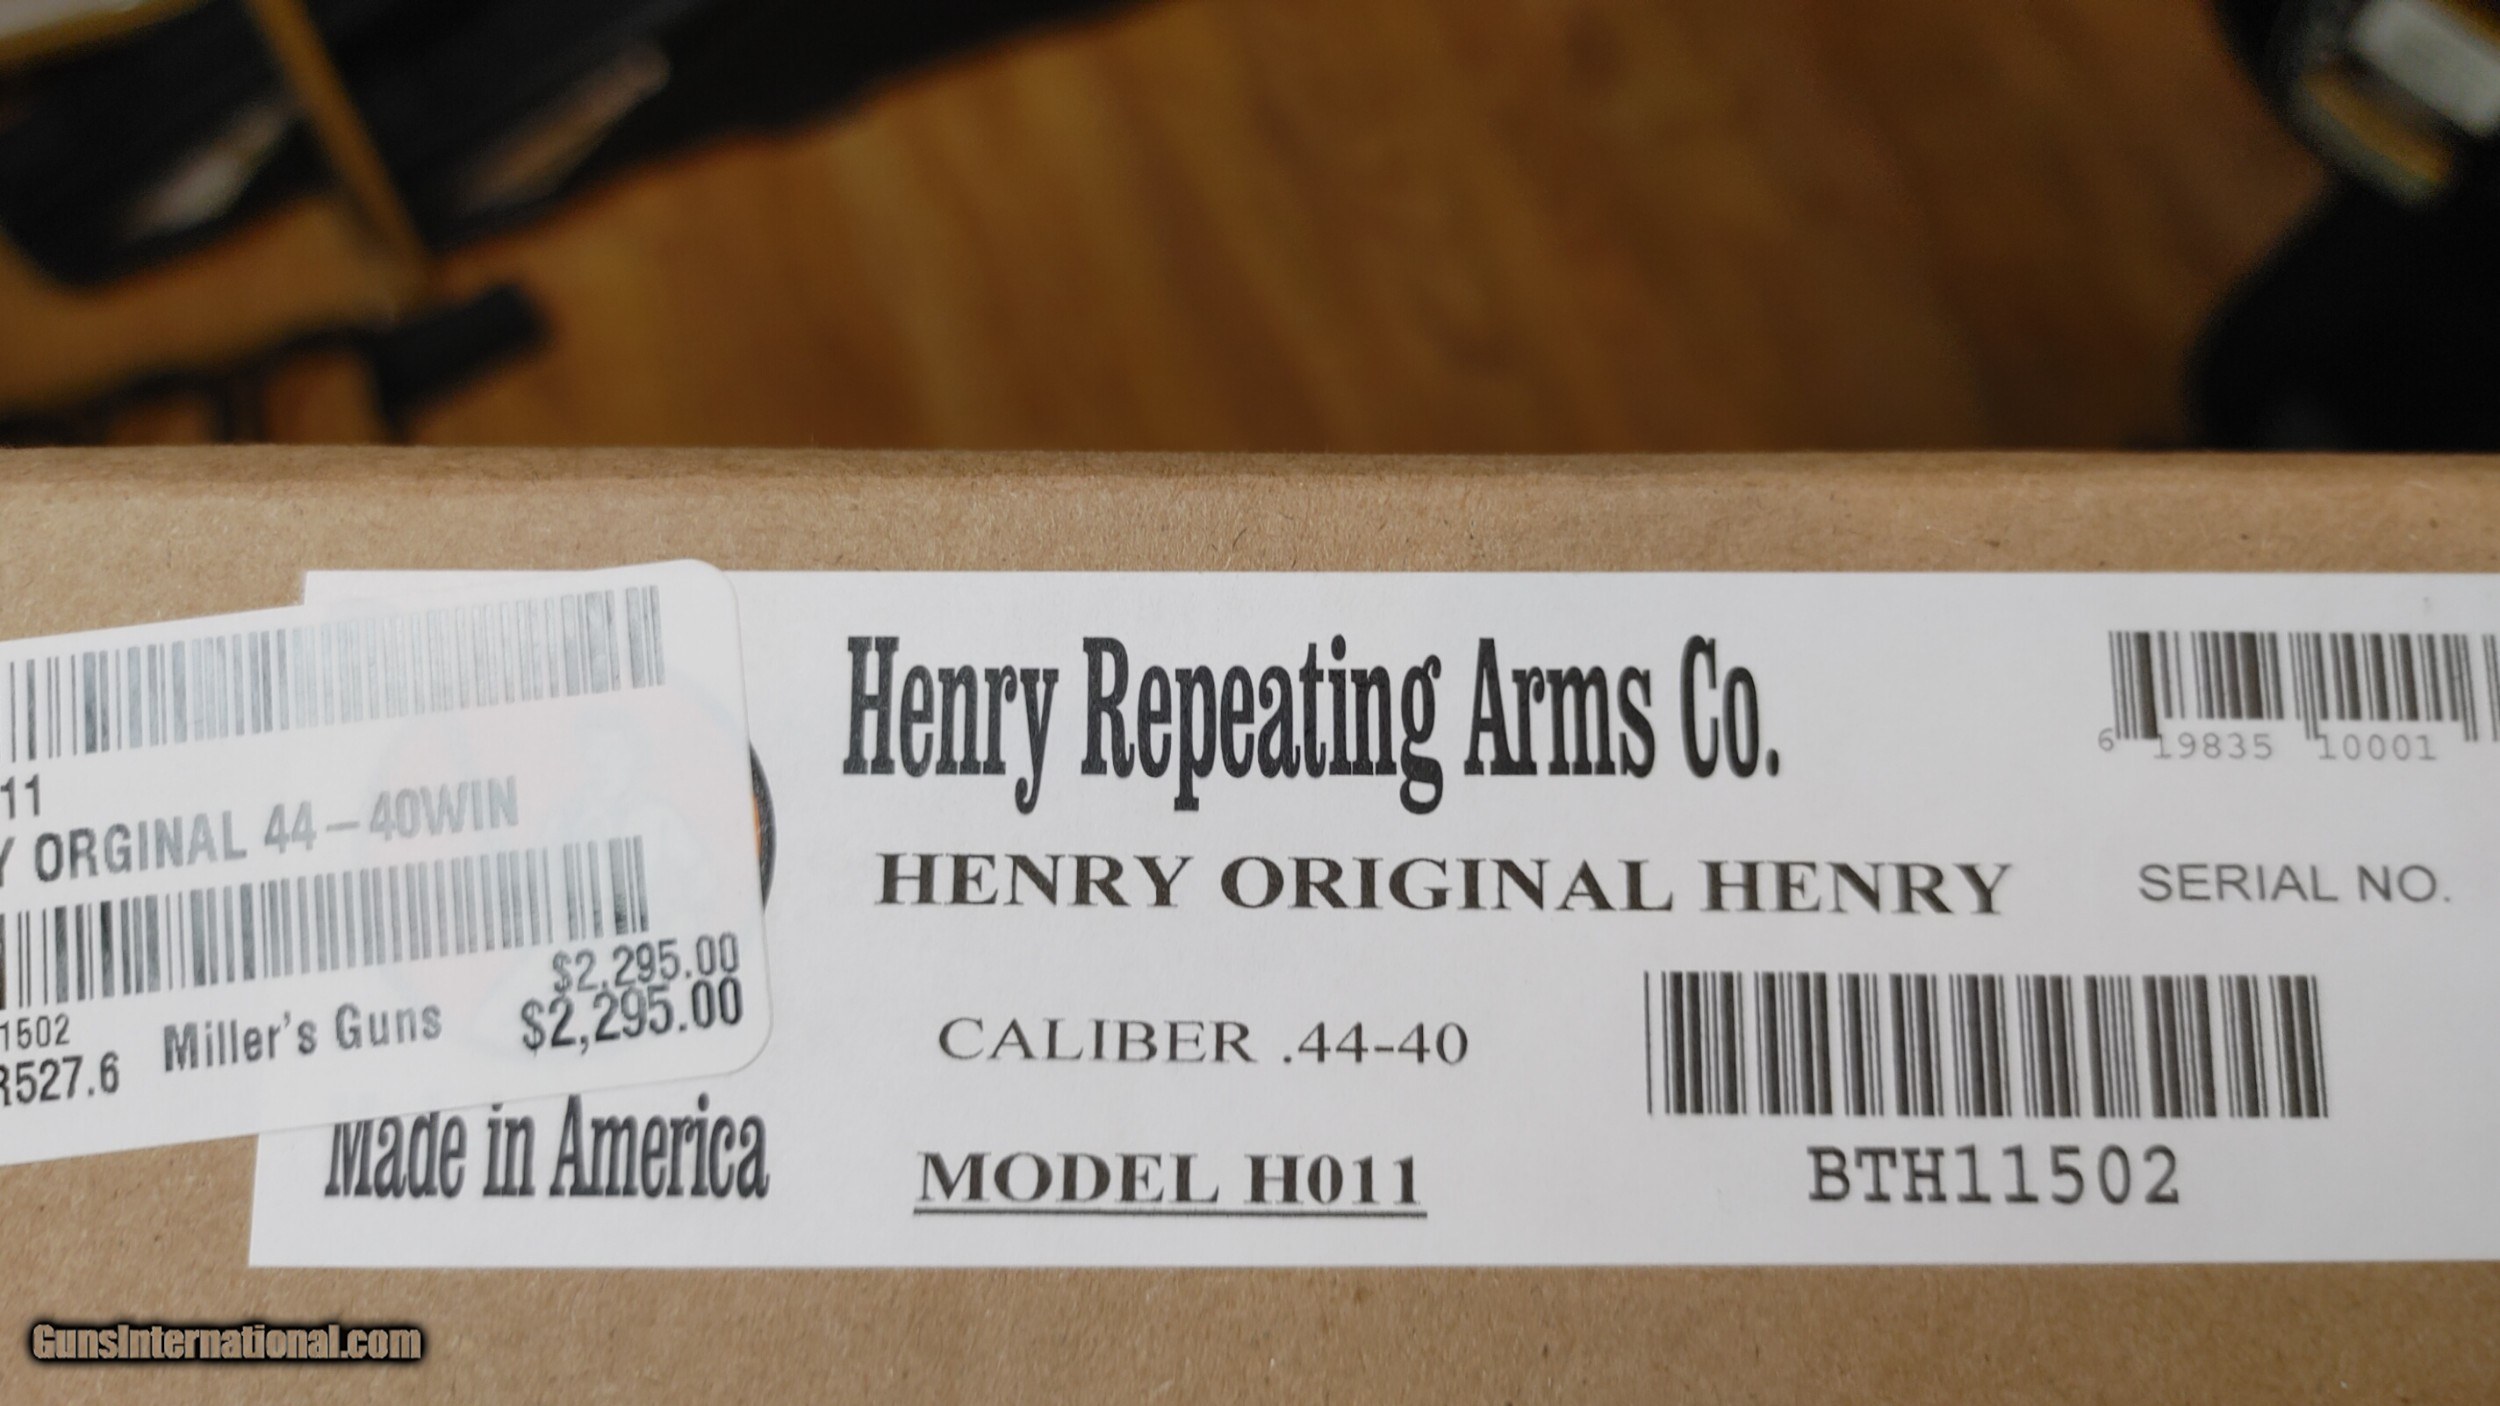 11
Y ORGINAL 44-40WIN
$2,295.00
1502 Miller's Guns $2,295.00
R527.6
Made in America
Henry Repeating Arms Co.
HENRY ORIGINAL HENRY
CALIBER .44-40
MODEL H011
6 19835 10001
SERIAL NO.
BTH11502
GunsInternational.com